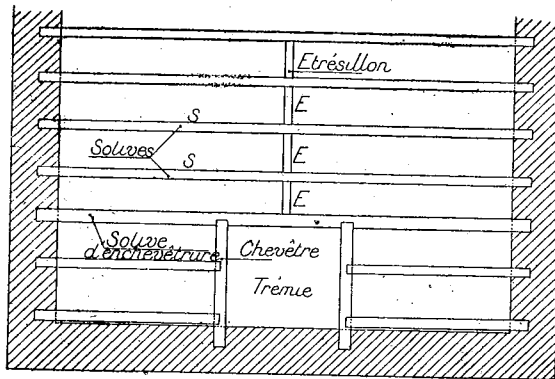 Etrésillon
E
S
E
Solives
S
E
Solive
d'enchevêtrure
Chevêtre
Trémie